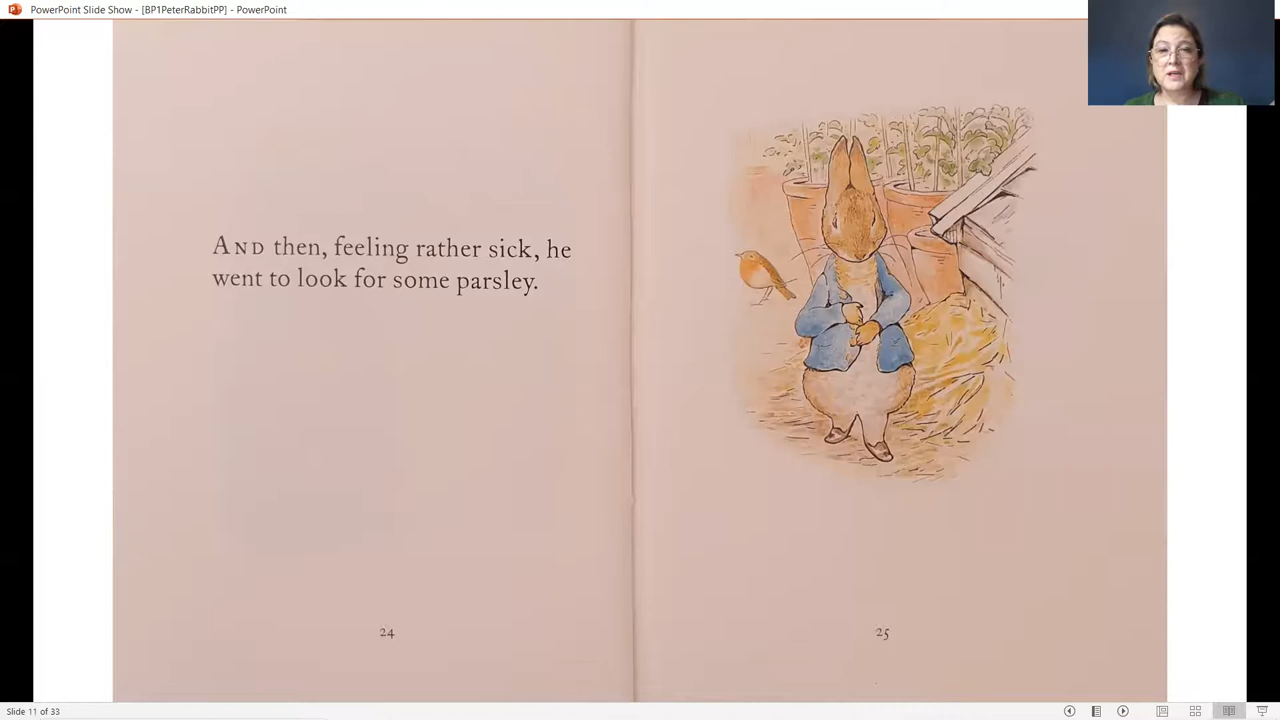 PowerPoint Slide Show - [BP1PeterRabbitPP] - PowerPoint
AND then, feeling rather sick, he
went to look for some parsley.
24
25
Slide 11 of 33